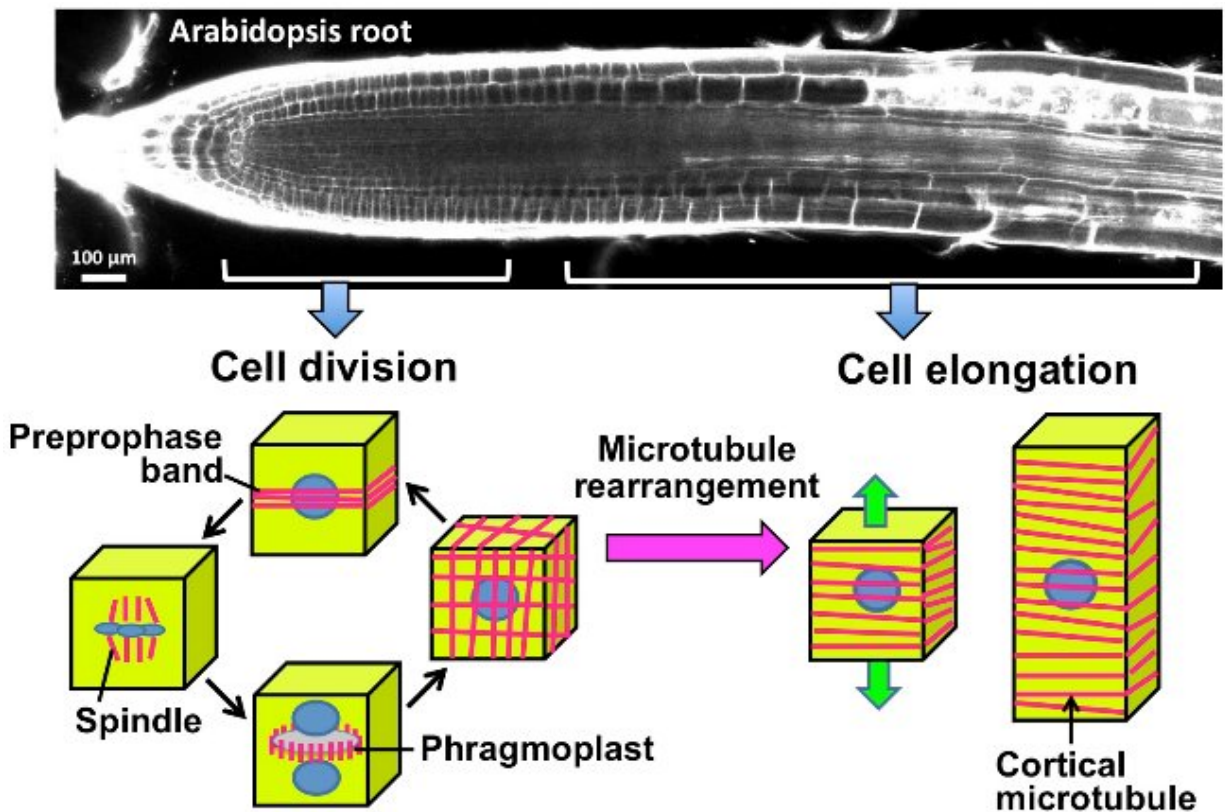 Arabidopsis root
100 μm
Cell division
Cell elongation
Preprophase
band
Microtubule
rearrangement
Spindle
Phragmoplast
Cortical
microtubule